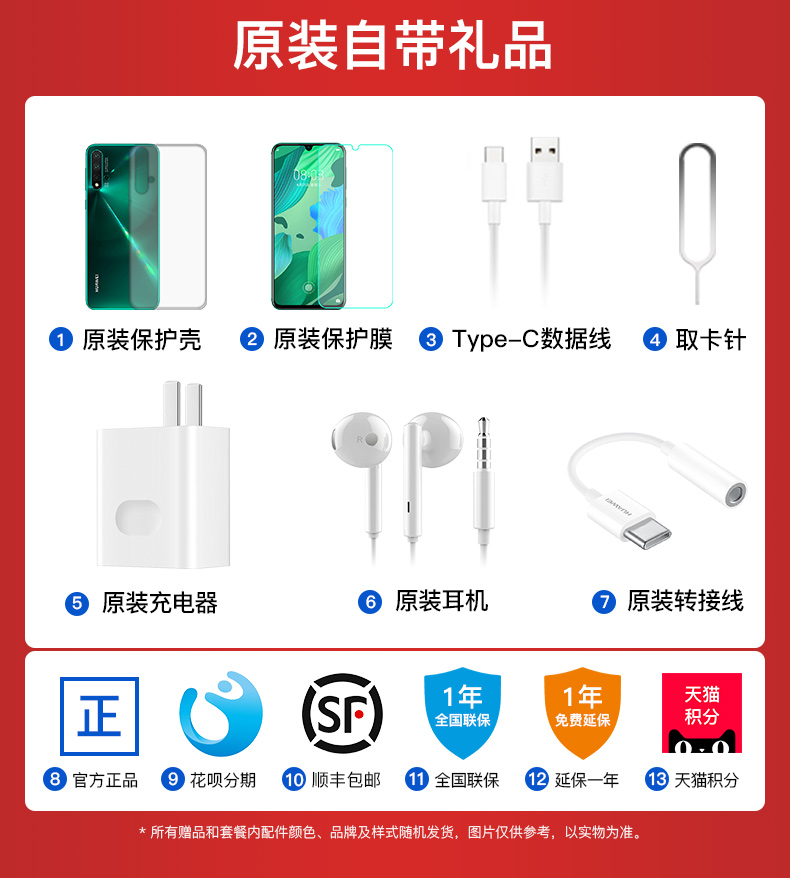 原装自带礼品
HUAWEI
09:08
1 原装保护壳
2 原装保护膜
3 Type-C数据线
4 取卡针
R
HUAWEI
5 原装充电器
6 原装耳机
7 原装转接线
正
SF
1年
全国联保
1年
免费延保
天猫
积分
8 官方正品
9 花呗分期
10 顺丰包邮
11 全国联保
12 延保一年
13 天猫积分
* 所有赠品和套餐内配件颜色、品牌及样式随机发货，图片仅供参考，以实物为准。